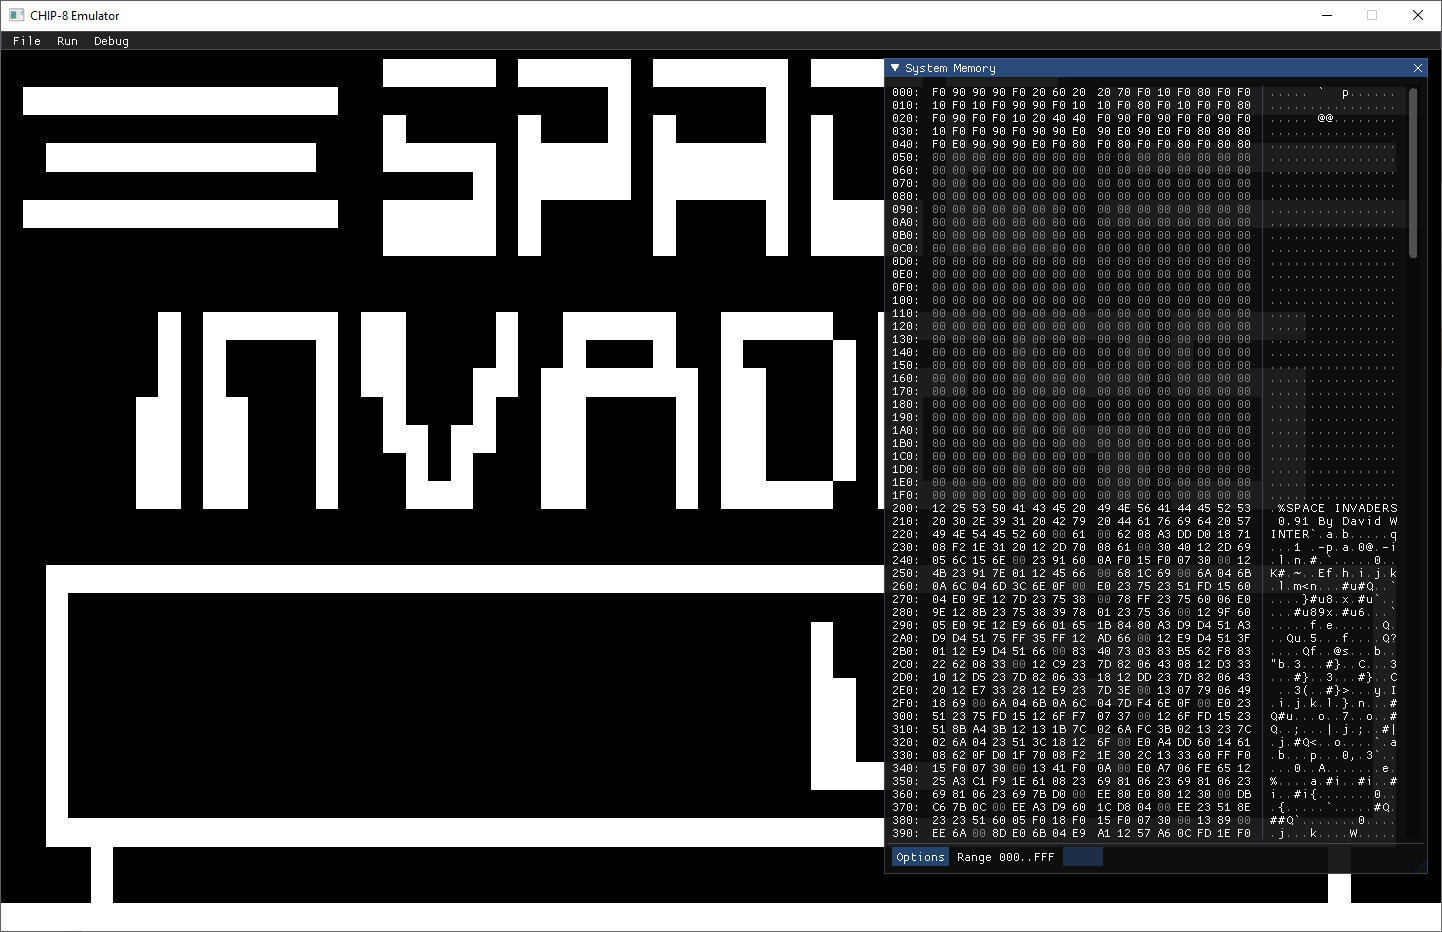 CHIP-8 Emulator
File Run Debug
SPAC
INVAD
System Memory
000: F0 90 90 90 F0 20 60 20 20 70 F0 10 F0 80 F0 F0 ..... `  p......
010: 10 F0 10 F0 90 90 F0 10 10 F0 80 F0 10 F0 F0 80 ................
020: F0 90 F0 F0 10 20 40 40 F0 90 F0 90 F0 F0 90 F0 ..... @@........
030: 10 F0 F0 90 F0 90 90 E0 90 E0 90 E0 F0 80 80 80 ................
040: F0 E0 90 90 90 E0 F0 80 F0 80 F0 F0 80 F0 80 80 ................
050: 00 00 00 00 00 00 00 00 00 00 00 00 00 00 00 00 ................
060: 00 00 00 00 00 00 00 00 00 00 00 00 00 00 00 00 ................
070: 00 00 00 00 00 00 00 00 00 00 00 00 00 00 00 00 ................
080: 00 00 00 00 00 00 00 00 00 00 00 00 00 00 00 00 ................
090: 00 00 00 00 00 00 00 00 00 00 00 00 00 00 00 00 ................
0A0: 00 00 00 00 00 00 00 00 00 00 00 00 00 00 00 00 ................
0B0: 00 00 00 00 00 00 00 00 00 00 00 00 00 00 00 00 ................
0C0: 00 00 00 00 00 00 00 00 00 00 00 00 00 00 00 00 ................
0D0: 00 00 00 00 00 00 00 00 00 00 00 00 00 00 00 00 ................
0E0: 00 00 00 00 00 00 00 00 00 00 00 00 00 00 00 00 ................
0F0: 00 00 00 00 00 00 00 00 00 00 00 00 00 00 00 00 ................
100: 00 00 00 00 00 00 00 00 00 00 00 00 00 00 00 00 ................
110: 00 00 00 00 00 00 00 00 00 00 00 00 00 00 00 00 ................
120: 00 00 00 00 00 00 00 00 00 00 00 00 00 00 00 00 ................
130: 00 00 00 00 00 00 00 00 00 00 00 00 00 00 00 00 ................
140: 00 00 00 00 00 00 00 00 00 00 00 00 00 00 00 00 ................
150: 00 00 00 00 00 00 00 00 00 00 00 00 00 00 00 00 ................
160: 00 00 00 00 00 00 00 00 00 00 00 00 00 00 00 00 ................
170: 00 00 00 00 00 00 00 00 00 00 00 00 00 00 00 00 ................
180: 00 00 00 00 00 00 00 00 00 00 00 00 00 00 00 00 ................
190: 00 00 00 00 00 00 00 00 00 00 00 00 00 00 00 00 ................
1A0: 00 00 00 00 00 00 00 00 00 00 00 00 00 00 00 00 ................
1B0: 00 00 00 00 00 00 00 00 00 00 00 00 00 00 00 00 ................
1C0: 00 00 00 00 00 00 00 00 00 00 00 00 00 00 00 00 ................
1D0: 00 00 00 00 00 00 00 00 00 00 00 00 00 00 00 00 ................
1E0: 00 00 00 00 00 00 00 00 00 00 00 00 00 00 00 00 ................
1F0: 00 00 00 00 00 00 00 00 00 00 00 00 00 00 00 00 ................
200: 12 25 53 50 41 43 45 20 49 4E 56 41 44 45 52 53 .%SPACE INVADERS
210: 20 30 2E 39 31 20 42 79 20 44 61 76 69 64 20 57  0.91 By David W
220: 49 4E 54 45 52 60 00 61 00 62 08 A3 DD D0 18 71 INTER`.a.b.....q
230: 08 F2 1E 31 20 12 2D 70 08 61 00 30 40 12 2D 69 ...1 .-p.a.0@.-i
240: 05 6C 15 6E 00 23 91 60 0A F0 15 F0 07 30 00 12 .l.n.#.`.....0..
250: 4B 23 91 7E 01 12 45 66 00 68 1C 69 00 6A 04 6B K#.~..Ef.h.i.j.k
260: 0A 6C 04 6D 3C 6E 0F 00 E0 23 75 23 51 FD 15 60 .l.m<n...#u#Q..`
270: 04 E0 9E 12 7D 23 75 38 00 78 FF 23 75 60 06 E0 ....}#u8.x.#u`..
280: 9E 12 8B 23 75 38 39 78 01 23 75 36 00 12 9F 60 ...#u89x.#u6...`
290: 05 E0 9E 12 E9 66 01 65 1B 84 80 A3 D9 D4 51 A3 .....f.e......Q.
2A0: D9 D4 51 75 FF 35 FF 12 AD 66 00 12 E9 D4 51 3F ..Qu.5...f....Q?
2B0: 01 12 E9 D4 51 66 00 83 40 73 03 83 B5 62 F8 83 ....Qf..@s...b..
2C0: 22 62 08 33 00 12 C9 23 7D 82 06 43 08 12 D3 33 "b.3...#}..C...3
2D0: 10 12 D5 23 7D 82 06 33 18 12 DD 23 7D 82 06 43 ...#}..3...#}..C
2E0: 20 12 E7 33 28 12 E9 23 7D 3E 00 13 07 79 06 49  ..3(..#}>...y.I
2F0: 18 69 00 6A 04 6B 0A 6C 04 7D F4 6E 0F 00 E0 23 .i.j.k.l.}.n...#
300: 51 23 75 FD 15 12 6F F7 07 37 00 12 6F FD 15 23 Q#u...o..7..o..#
310: 51 8B A4 3B 12 13 1B 7C 02 6A FC 3B 02 13 23 7C Q..;...|.j.;..#|
320: 02 6A 04 23 51 3C 18 12 6F 00 E0 A4 DD 60 14 61 .j.#Q<..o....`.a
330: 08 62 0F D0 1F 70 08 F2 1E 30 2C 13 33 60 FF F0 .b...p...0,.3`..
340: 15 F0 07 30 00 13 41 F0 0A 00 E0 A7 06 FE 65 12 ...0..A.......e.
350: 25 A3 C1 F9 1E 61 08 23 69 81 06 23 69 81 06 23 %....a.#i..#i..#
360: 69 81 06 23 69 7B D0 00 EE 80 E0 80 12 30 00 DB i..#i{.......0..
370: C6 7B 0C 00 EE A3 D9 60 1C D8 04 00 EE 23 51 8E .{.....`.....#Q.
380: 23 23 51 60 05 F0 18 F0 15 F0 07 30 00 13 89 00 ##Q`.......0....
390: EE 6A 00 8D E0 6B 04 E9 A1 12 57 A6 0C FD 1E F0 .j...k....W.....
Options Range 000..FFF